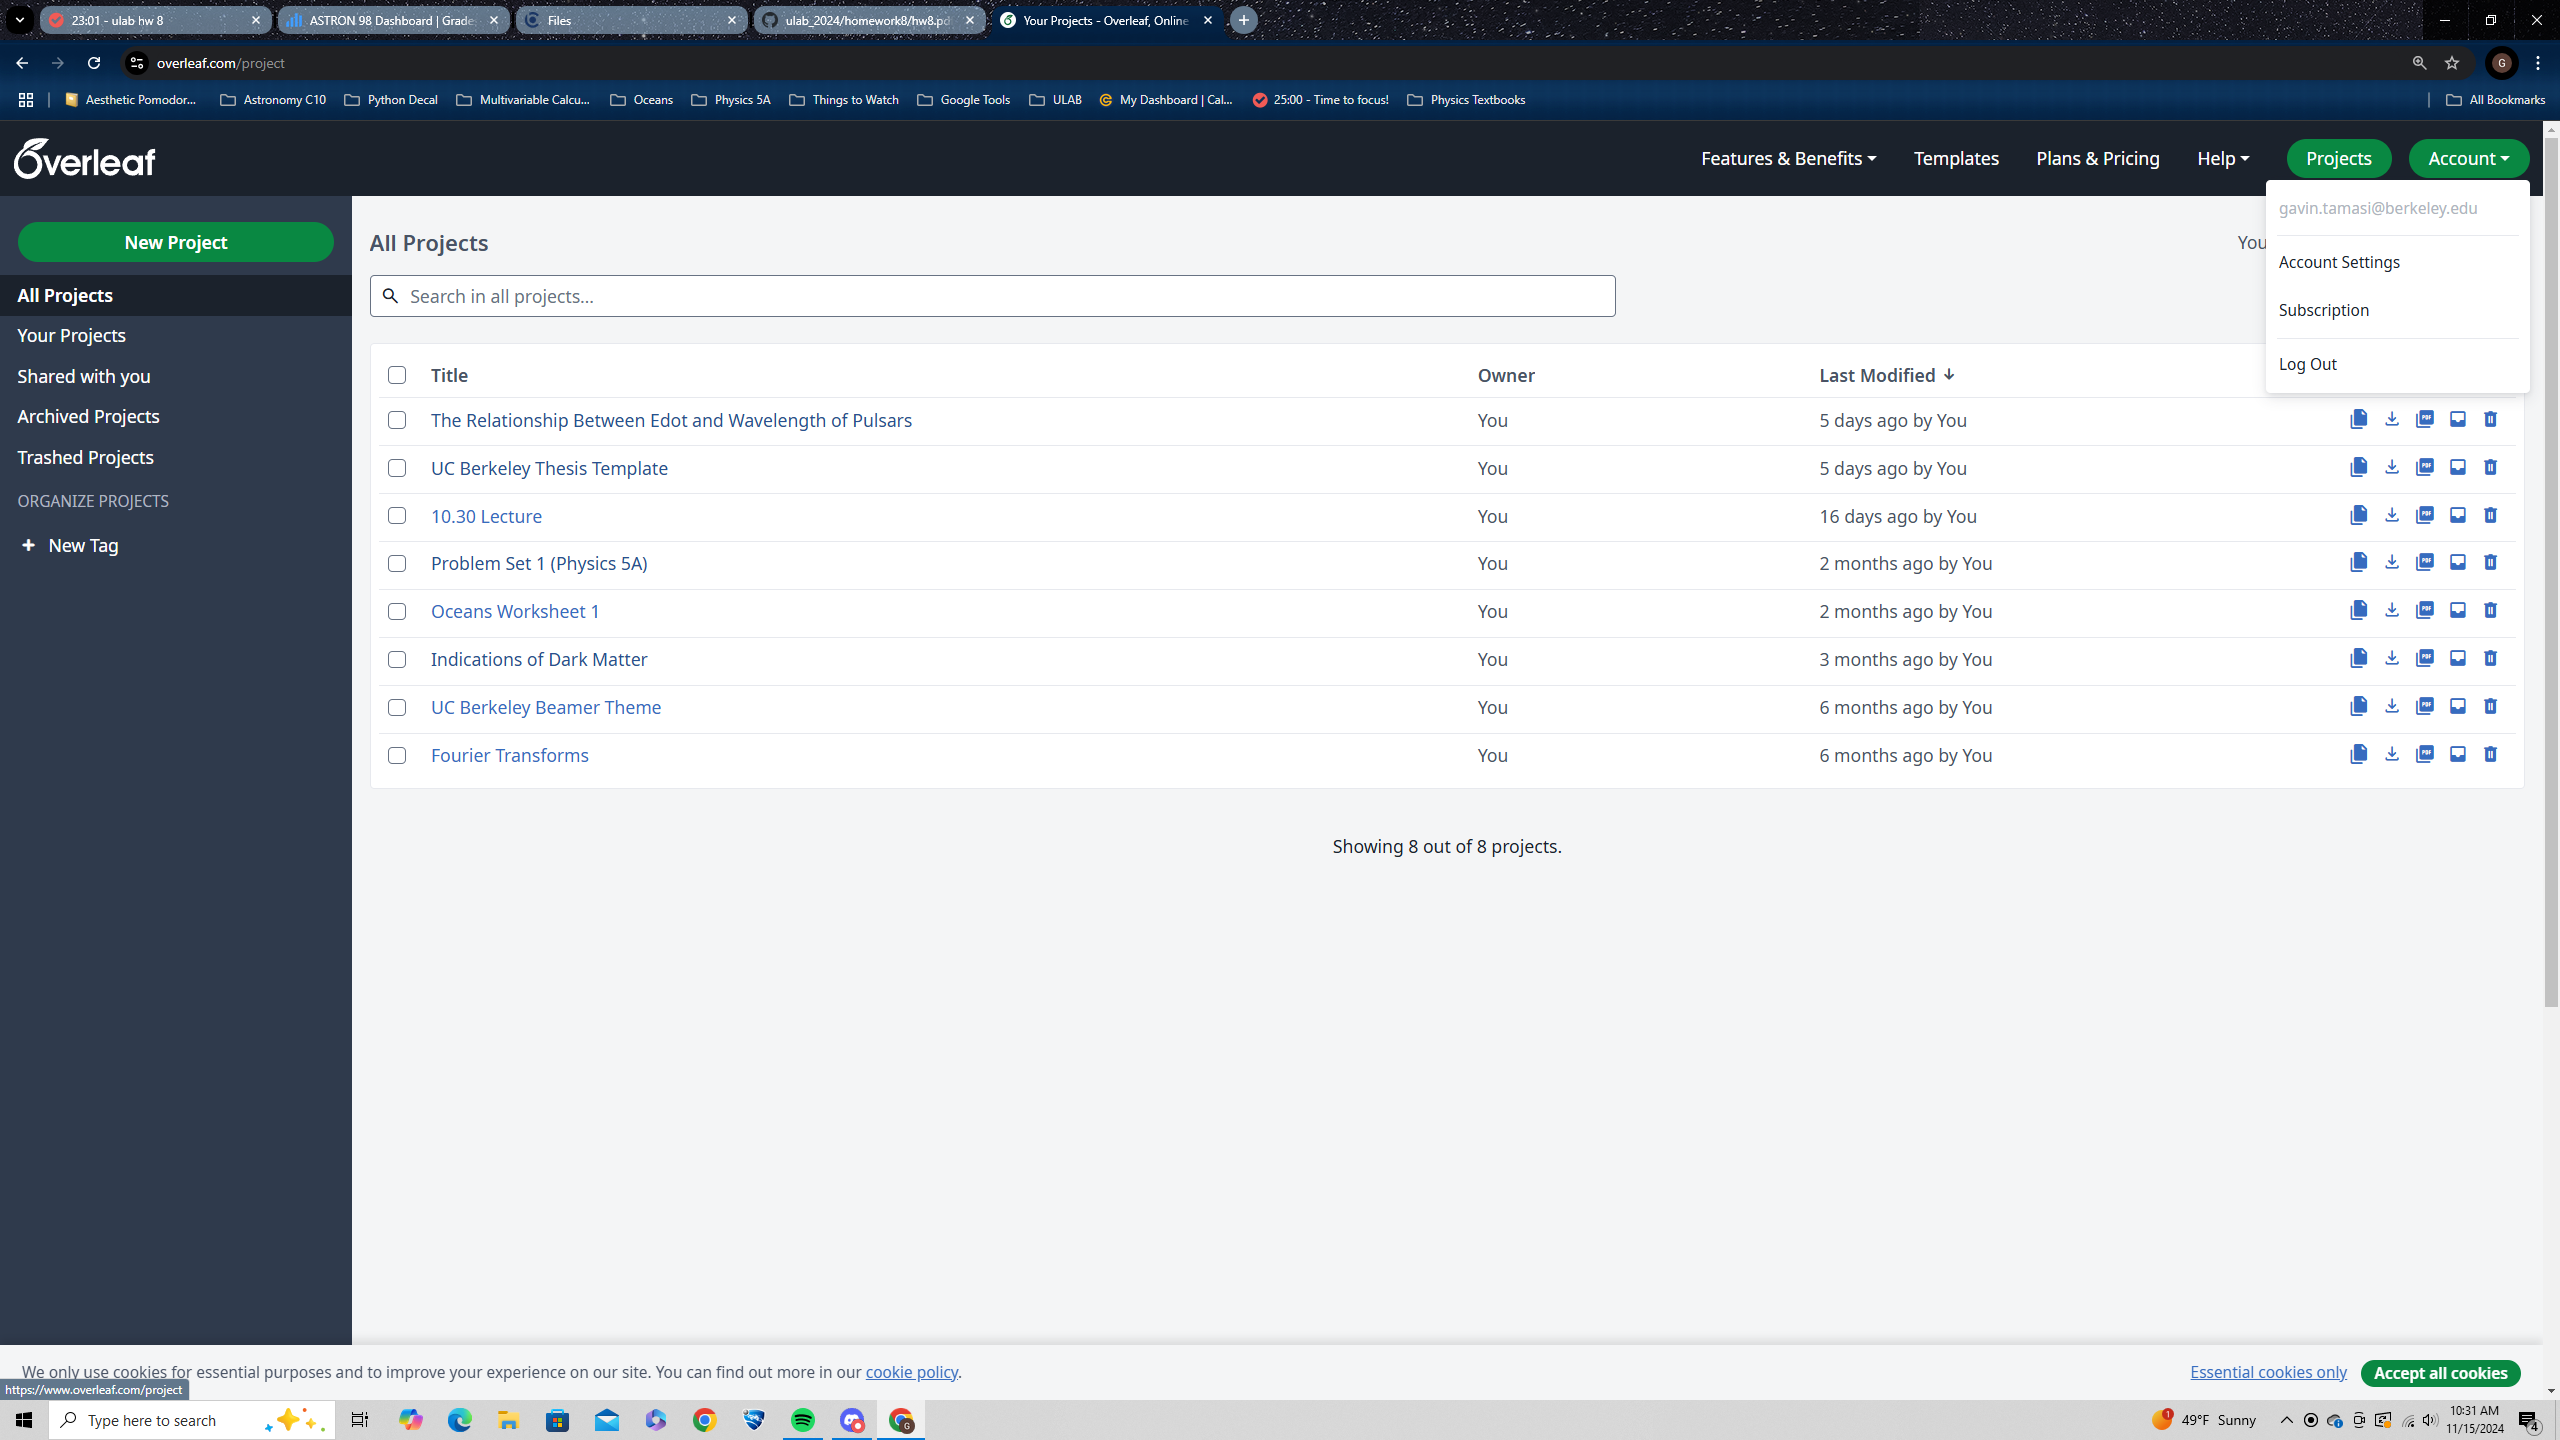 23:01 - ulab hw 8
ASTRON 98 Dashboard | Grade
Files
ulab_2024/homework8/hw8.pd
Your Projects - Overleaf, Online
overleaf.com/project
G
Aesthetic Pomodor...
Astronomy C10
Python Decal
Multivariable Calcu...
Oceans
Physics 5A
Things to Watch
Google Tools
ULAB
My Dashboard | Cal...
25:00 - Time to focus!
Physics Textbooks
All Bookmarks
Overleaf
Features & Benefits
Templates
Plans & Pricing
Help
Projects
Account
gavin.tamasi@berkeley.edu
Account Settings
Subscription
Log Out
New Project
All Projects
Your Projects
Shared with you
Archived Projects
Trashed Projects
ORGANIZE PROJECTS
+ New Tag
All Projects
You
Search in all projects...
Title Owner Last Modified
The Relationship Between Edot and Wavelength of Pulsars You 5 days ago by You
UC Berkeley Thesis Template You 5 days ago by You
10.30 Lecture You 16 days ago by You
Problem Set 1 (Physics 5A) You 2 months ago by You
Oceans Worksheet 1 You 2 months ago by You
Indications of Dark Matter You 3 months ago by You
UC Berkeley Beamer Theme You 6 months ago by You
Fourier Transforms You 6 months ago by You
Showing 8 out of 8 projects.
We only use cookies for essential purposes and to improve your experience on our site. You can find out more in our cookie policy.
Essential cookies only
Accept all cookies
https://www.overleaf.com/project
Type here to search
49°F Sunny
10:31 AM
11/15/2024
4